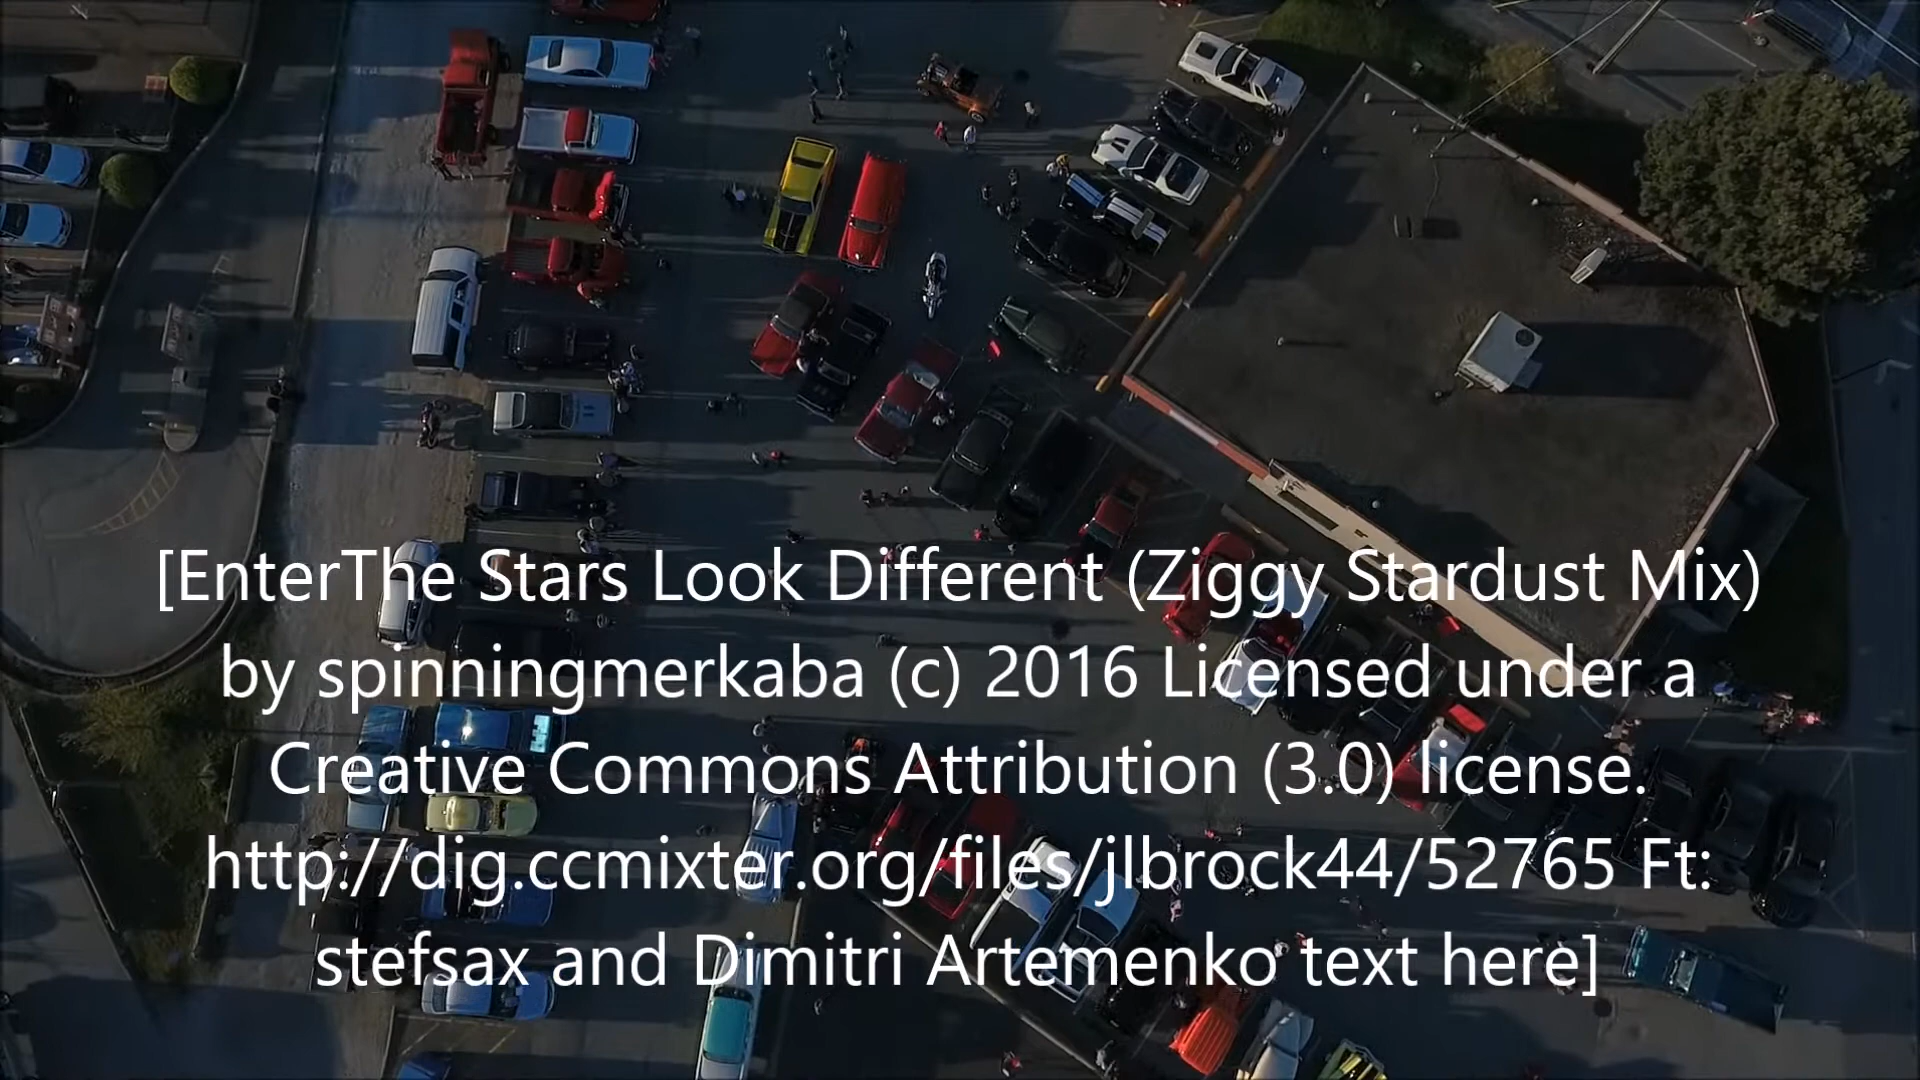 [EnterThe Stars Look Different (Ziggy Stardust Mix)
by spinningmerkaba (c) 2016 Licensed under a
Creative Commons Attribution (3.0) license.
http://dig.ccmixter.org/files/jlbrock44/52765 Ft:
stefsax and Dimitri Artemenko text here]